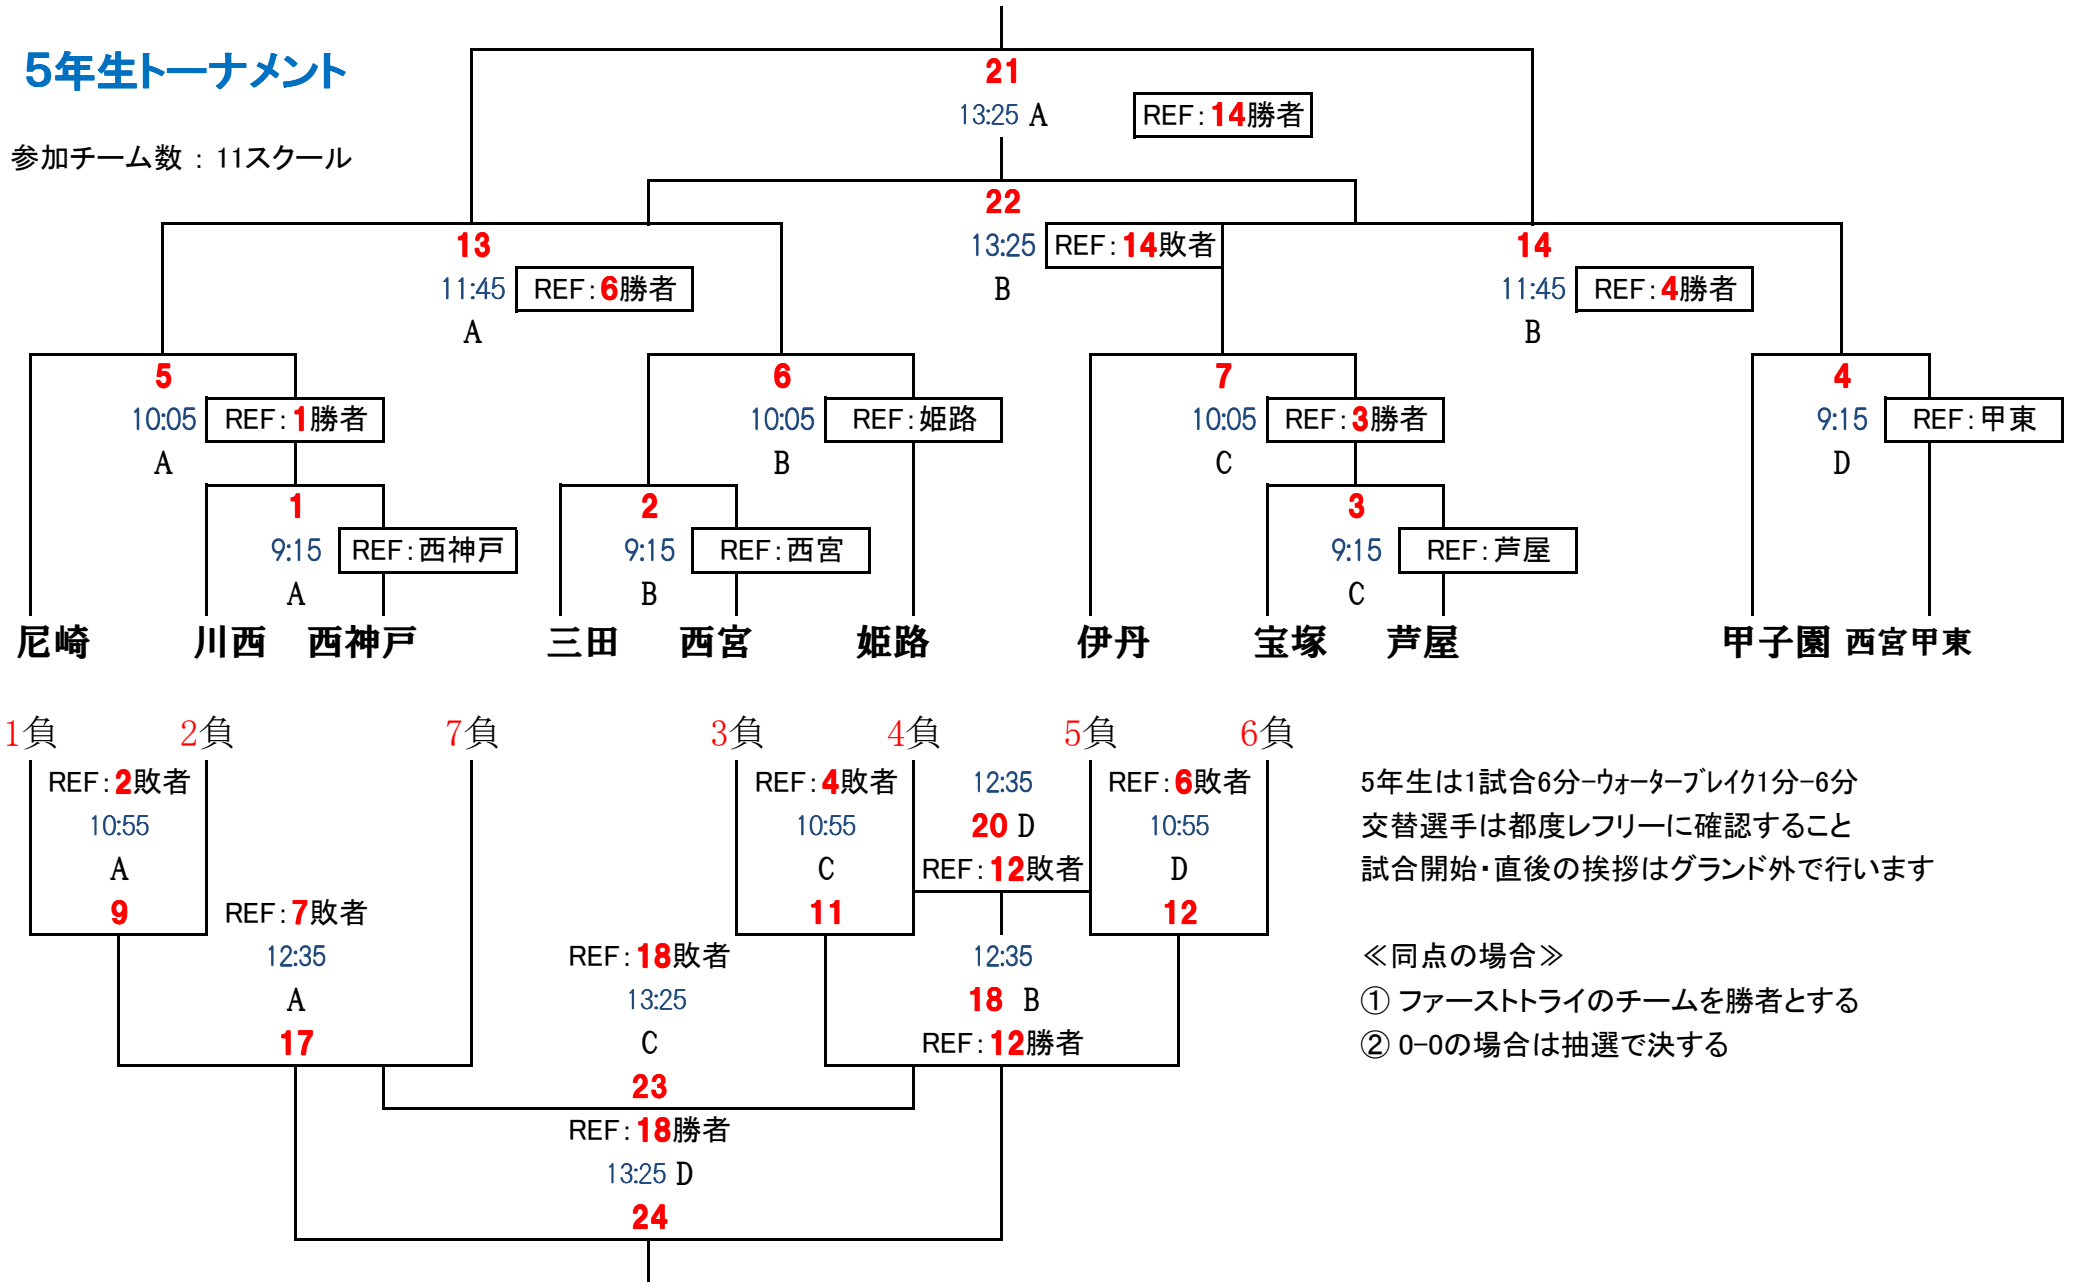 5年生トーナメント
参加チーム数 : 11スクール
21
13:25 A
REF:14勝者
22
13:25
REF:14敗者
B
13
11:45
REF:6勝者
A
14
11:45
REF:4勝者
B
5
10:05
REF:1勝者
A
6
10:05
REF:姫路
B
7
10:05
REF:3勝者
C
4
9:15
REF:甲東
D
1
9:15
REF:西神戸
A
2
9:15
REF:西宮
B
3
9:15
REF:芦屋
C
尼崎 川西 西神戸 三田 西宮 姫路 伊丹 宝塚 芦屋 甲子園 西宮甲東
1負 2負 7負 3負 4負 5負 6負
REF:2敗者
10:55
A
9
REF:7敗者
12:35
A
17
REF:4敗者
10:55
C
11
12:35
20 D
REF:12敗者
REF:6敗者
10:55
D
12
12:35
18 B
REF:12勝者
REF:18敗者
13:25
C
23
REF:18勝者
13:25 D
24
5年生は1試合6分-ウォーターブレイク1分-6分
交替選手は都度レフリーに確認すること
試合開始・直後の挨拶はグランド外で行います
≪同点の場合≫
① ファーストトライのチームを勝者とする
② 0-0の場合は抽選で決する